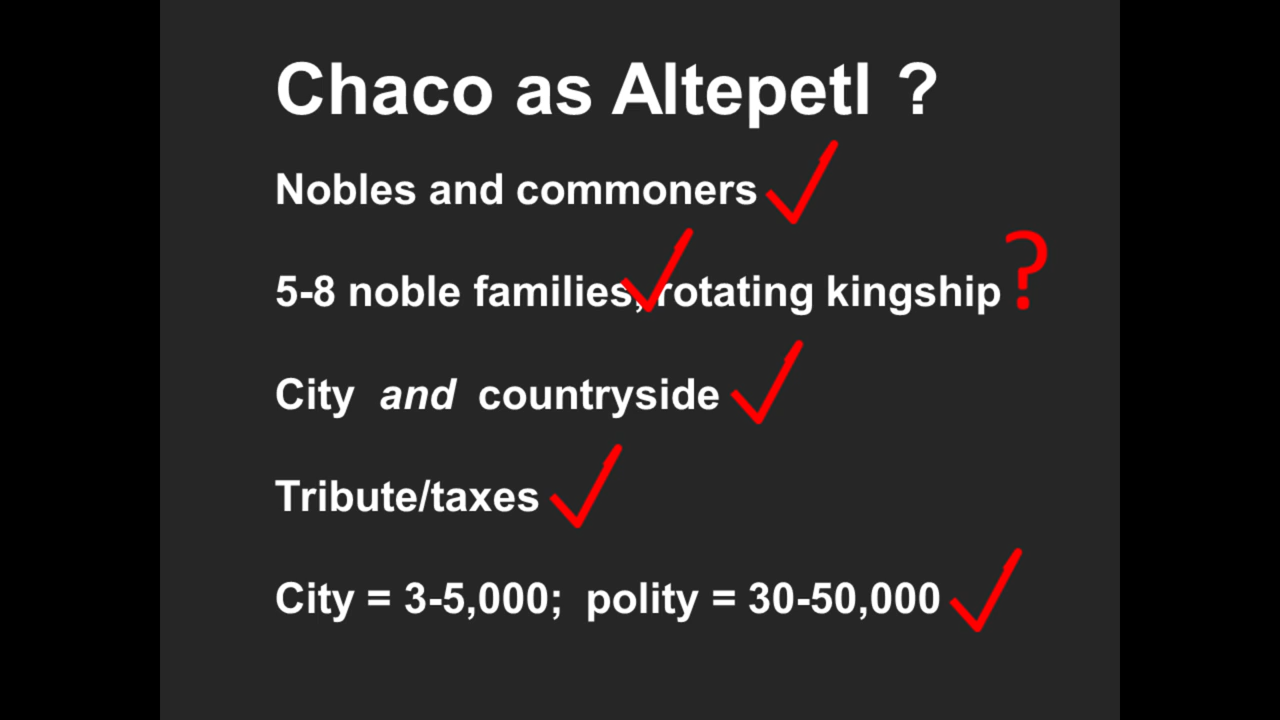 Chaco as Altepetl ?
Nobles and commoners
5-8 noble families, rotating kingship ?
City and countryside
Tribute/taxes
City = 3-5,000; polity = 30-50,000